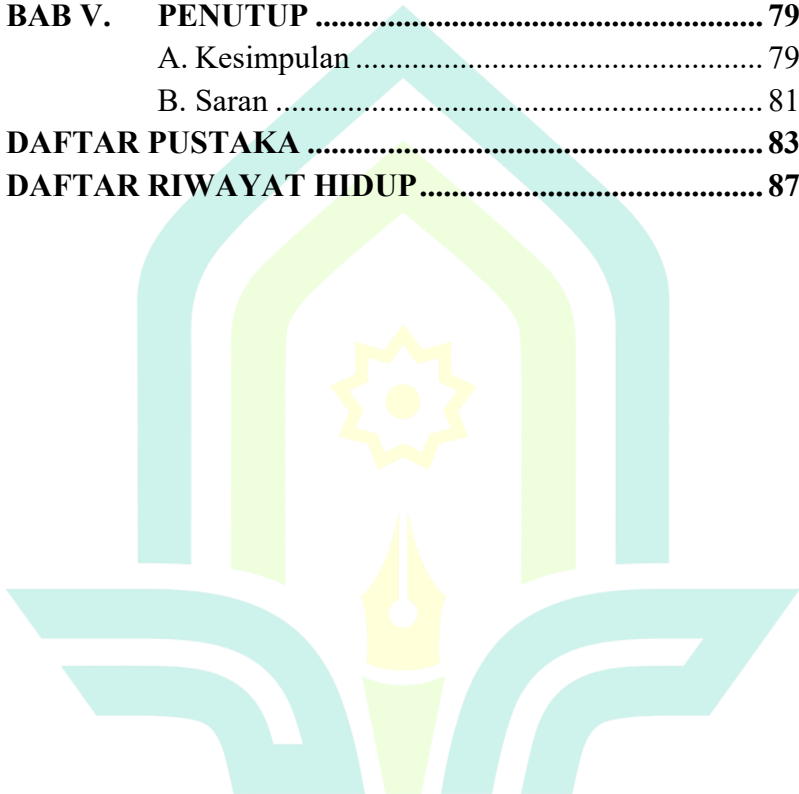 BAB V. PENUTUP ................................................................. 79
A. Kesimpulan ......................................................... 79
B. Saran ..................................................................... 81
DAFTAR PUSTAKA ................................................................ 83
DAFTAR RIWAYAT HIDUP ................................................. 87